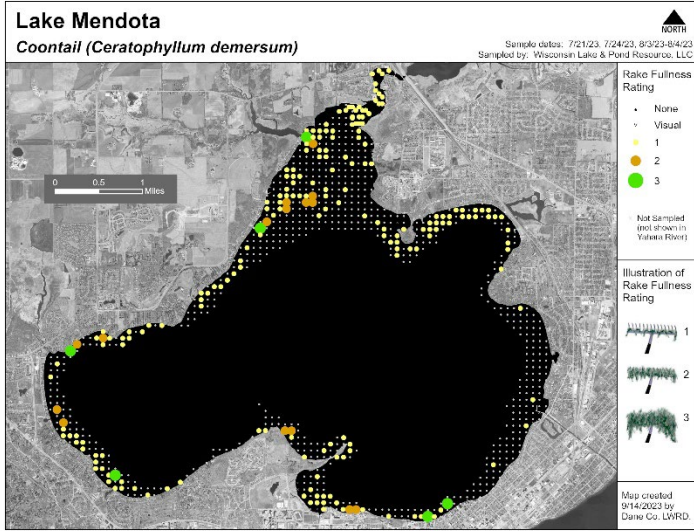 Lake Mendota
Coontail (Ceratophyllum demersum)
NORTH
Sample dates: 7/21/23, 7/24/23, 8/3/23-8/4/23
Sampled by: Wisconsin Lake & Pond Resource, LLC
0 0.5 1
Miles
Rake Fullness
Rating
None
Visual
1
2
3
Not Sampled
(not shown in
Yahara River)
Illustration of
Rake Fullness
Rating
1
2
3
Map created
9/14/2023 by
Dane Co. LWRD.